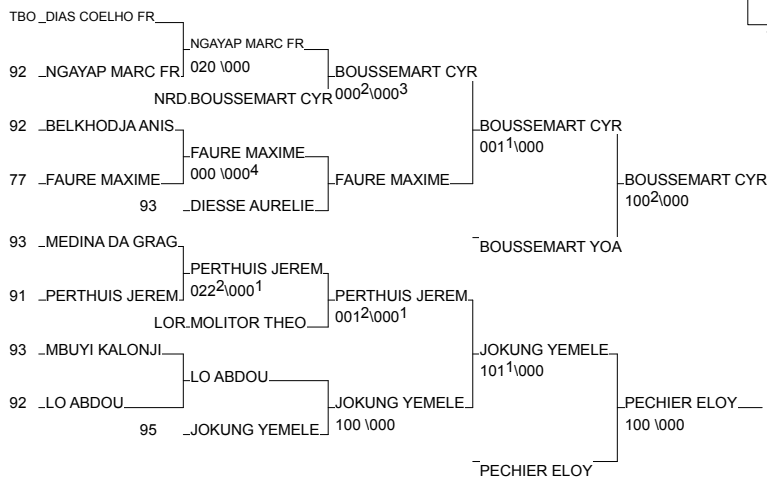 TBO DIAS COELHO FR
NGAYAP MARC FR
92 NGAYAP MARC FR 020 \000 BOUSSEMART CYR
NRD BOUSSEMART CYR 000²\000³
92 BELKHODJA ANIS BOUSSEMART CYR
FAURE MAXIME 001¹\000
000 \000⁴
77 FAURE MAXIME FAURE MAXIME BOUSSEMART CYR
93 DIESSE AURELIE 100²\000
93 MEDINA DA GRAG BOUSSEMART YOA
PERTHUIS JEREM
91 PERTHUIS JEREM 022²\000¹ PERTHUIS JEREM
LOR MOLITOR THEO 001²\000¹
93 MBUYI KALONJI JOKUNG YEMELE
LO ABDOU 101¹\000
92 LO ABDOU JOKUNG YEMELE PECHIER ELOY
95 JOKUNG YEMELE 100 \000 100 \000
PECHIER ELOY